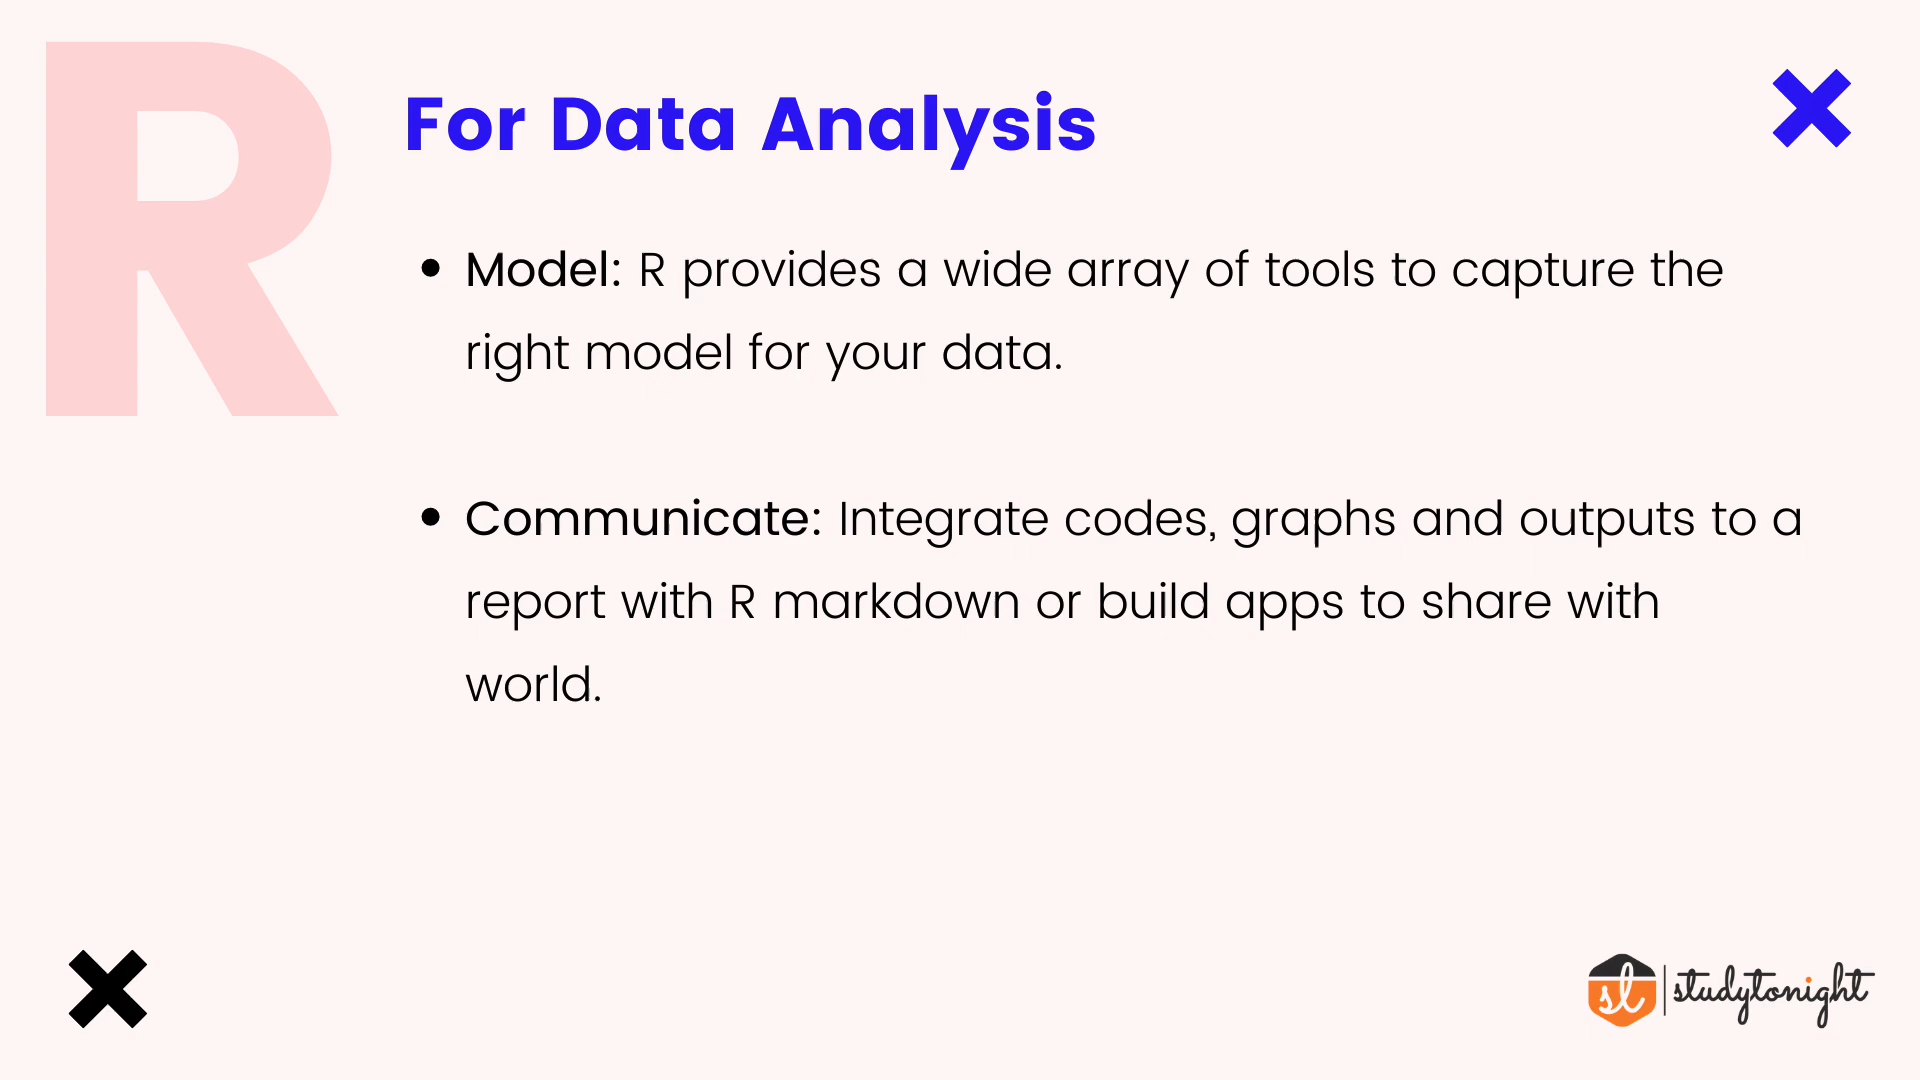 R
For Data Analysis
• Model: R provides a wide array of tools to capture the
right model for your data.
• Communicate: Integrate codes, graphs and outputs to a
report with R markdown or build apps to share with
world.
st | studytonight